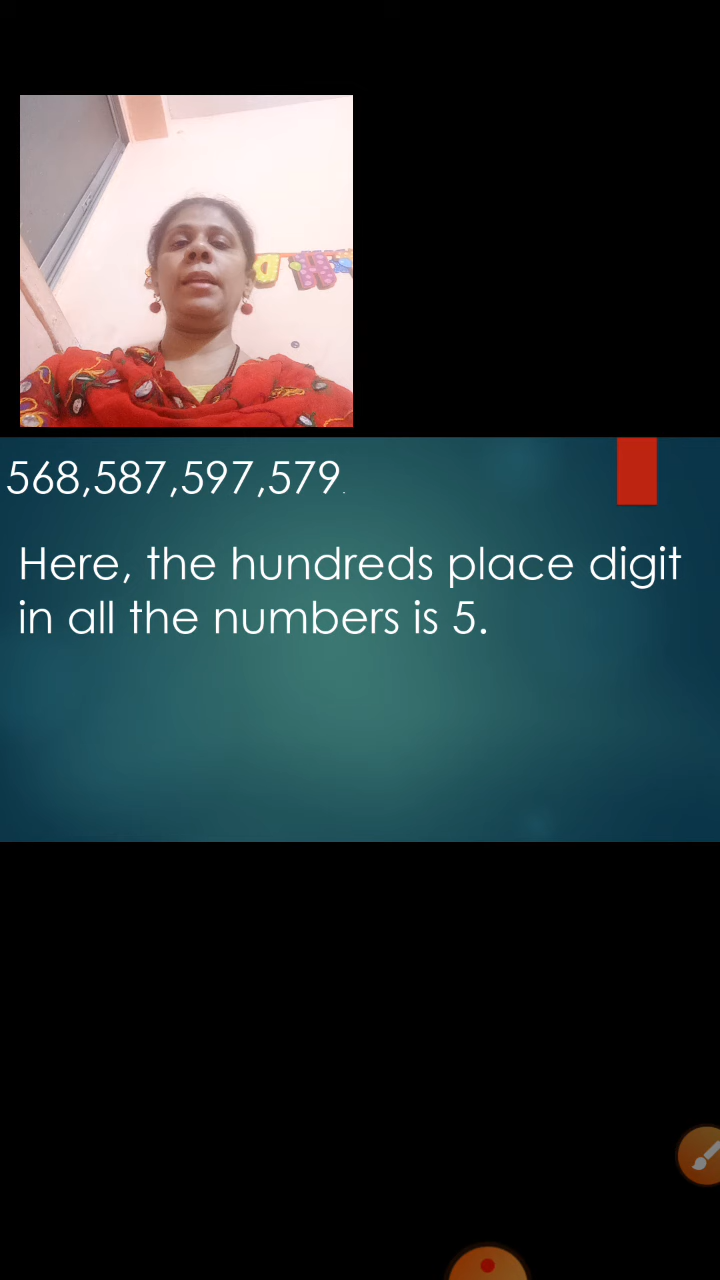 568,587,597,579.
Here, the hundreds place digit
in all the numbers is 5.